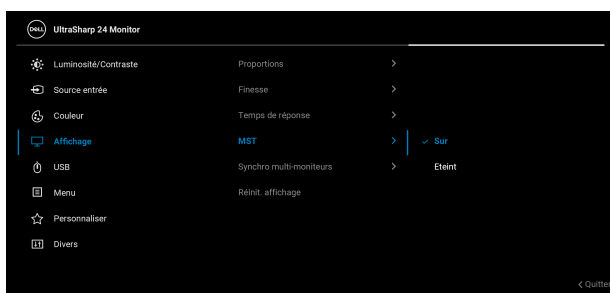 DELL UltraSharp 24 Monitor
Luminosité/Contraste Proportions
Source entrée Finesse
Couleur Temps de réponse
Affichage MST Sur
USB Synchro multi-moniteurs Eteint
Menu Réinit. affichage
Personnaliser
Divers
Quitter